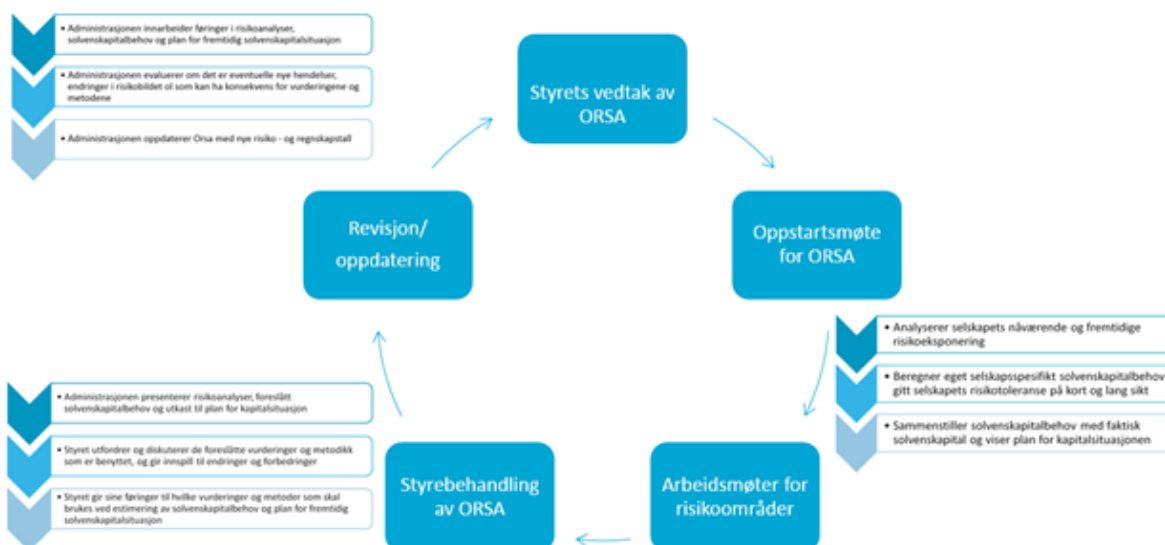 • Administrasjonen innarbeider føringer i risikoanalyser,
solvenskapitalbehov og plan for fremtidig solvenskapitalsituasjon
• Administrasjonen evaluerer om det er eventuelle nye hendelser,
endringer i risikobildet ol som kan ha konsekvens for vurderingene og
metodene
• Administrasjonen oppdaterer Orsa med nye risiko - og regnskapstall
Styrets vedtak av
ORSA
Oppstartsmøte
for ORSA
• Analyserer selskapets nåværende og fremtidige
risikoeksponering
• Beregner eget selskapsspesifikt solvenskapitalbehov
gitt selskapets risikotoleranse på kort og lang sikt
• Sammenstiller solvenskapitalbehov med faktisk
solvenskapital og viser plan for kapitalsituasjonen
Arbeidsmøter for
risikoområder
Styrebehandling
av ORSA
• Administrasjonen presenterer risikoanalyser, foreslått
solvenskapitalbehov og utkast til plan for kapitalsituasjon
• Styret utfordrer og diskuterer de foreslåtte vurderinger og metodikk
som er benyttet, og gir innspill til endringer og forbedringer
• Styret gir sine føringer til hvilke vurderinger og metoder som skal
brukes ved estimering av solvenskapitalbehov og plan for fremtidig
solvenskapitalsituasjon
Revisjon/
oppdatering